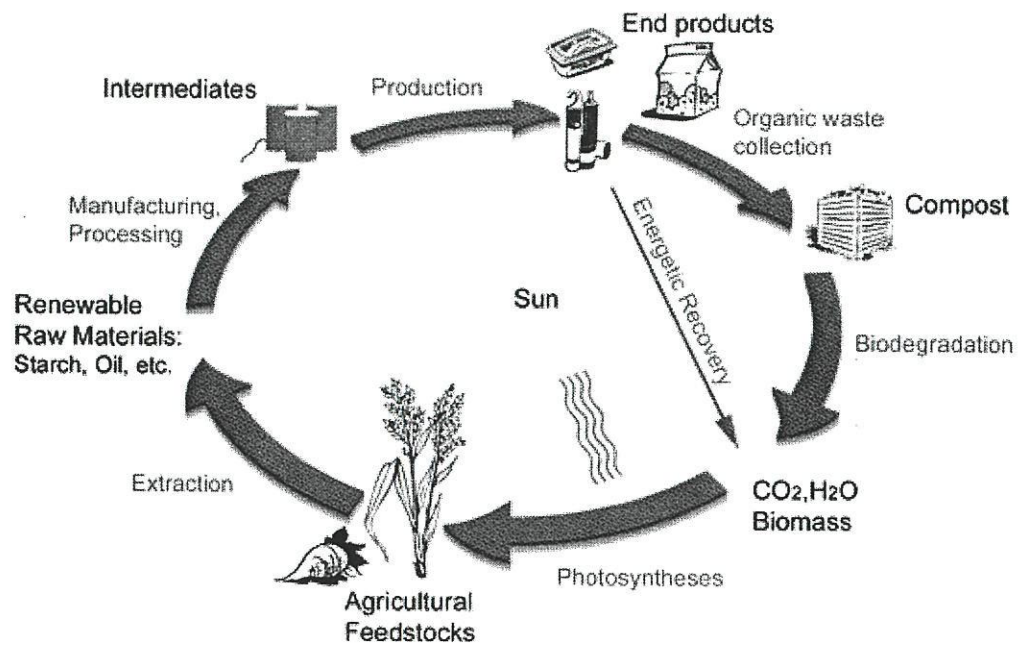 End products
Intermediates
Production
Organic waste
collection
Manufacturing,
Processing
Compost
Energetic Recovery
Renewable
Raw Materials:
Starch, Oil, etc.
Sun
Biodegradation
Extraction
CO2,H2O
Biomass
Photosyntheses
Agricultural
Feedstocks